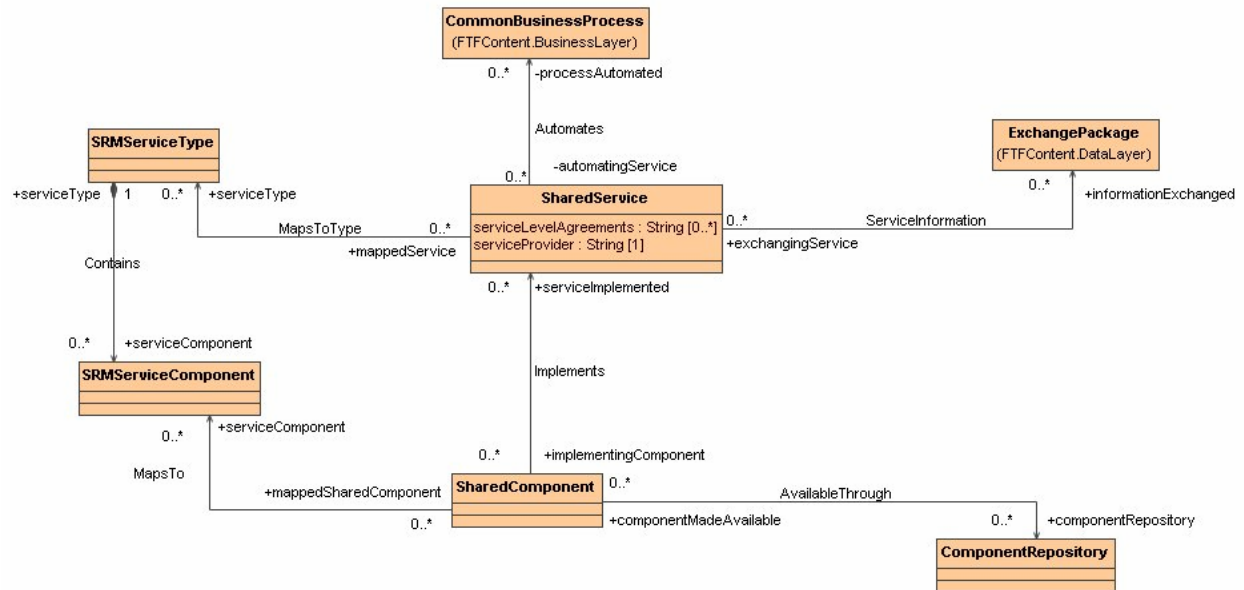 CommonBusinessProcess
(FTFContent.BusinessLayer)
0..*
-processAutomated
Automates
-automatingService
0..*
SRMServiceType
+serviceType
1
0..*
+serviceType
MapsToType
0..*
+mappedService
SharedService
serviceLevelAgreements : String [0..*]
serviceProvider : String [1]
0..*
+exchangingService
ServiceInformation
ExchangePackage
(FTFContent.DataLayer)
0..*
+informationExchanged
Contains
0..*
+serviceImplemented
0..*
+serviceComponent
SRMServiceComponent
Implements
0..*
+serviceComponent
MapsTo
0..*
+implementingComponent
+mappedSharedComponent
0..*
SharedComponent
0..*
+componentMadeAvailable
AvailableThrough
0..*
+componentRepository
ComponentRepository